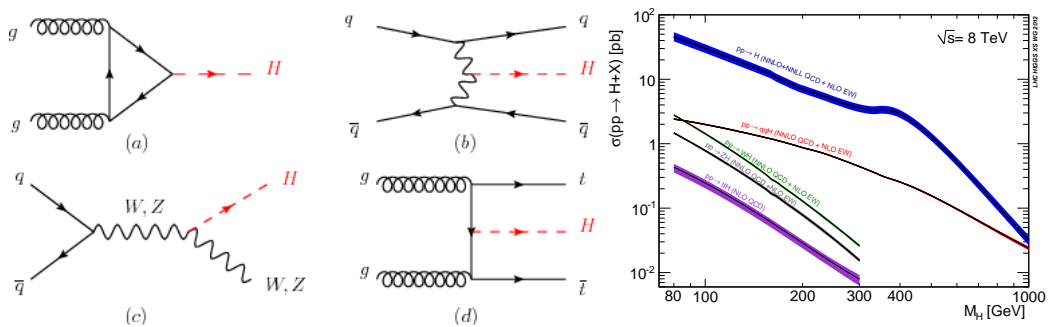 g
g
H
(a)
q
q
H
q̅
q̅
(b)
q
W, Z
H
q̅
W, Z
(c)
g
t
H
g
t̅
(d)
σ(pp→ H+X) [pb]
10²
10
1
10⁻¹
10⁻²
√s= 8 TeV
LHC HIGGS XS WG 2012
pp→ H (NNLO+NNLL QCD + NLO EW)
pp→ qqH (NNLO QCD + NLO EW)
pp→ WH (NNLO QCD + NLO EW)
pp→ ZH (NNLO QCD +NLO EW)
pp→ ttH (NLO QCD)
80 100 200 300 400 1000
M_H [GeV]